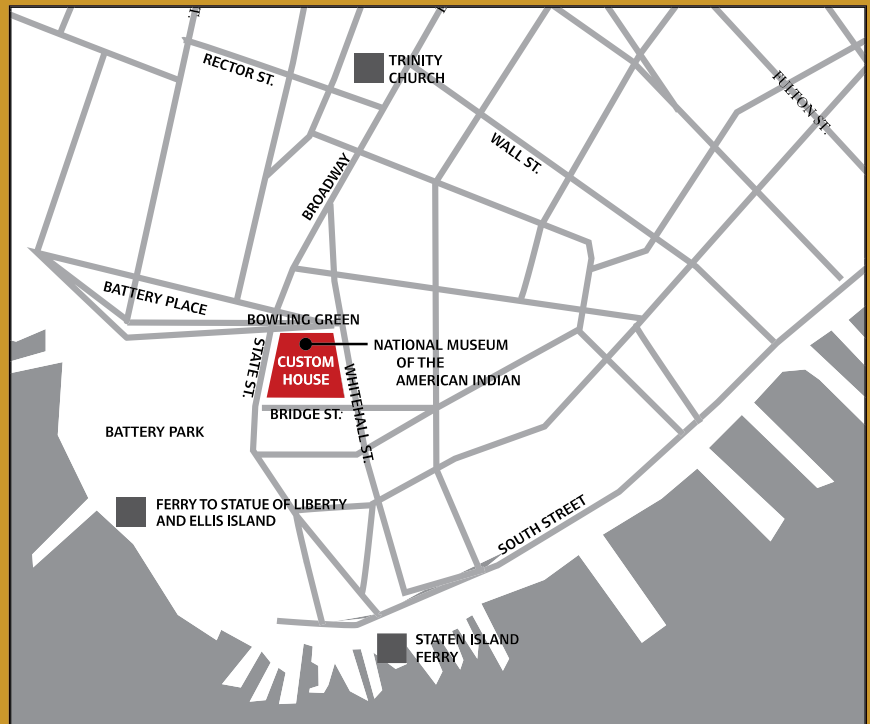 ST.
TRINITY
CHURCH
RECTOR ST.
FULTON ST.
WALL ST.
BROADWAY
BATTERY PLACE
BOWLING GREEN
STATE ST.
CUSTOM
HOUSE
NATIONAL MUSEUM
OF THE
AMERICAN INDIAN
WHITEHALL ST.
BRIDGE ST.
BATTERY PARK
FERRY TO STATUE OF LIBERTY
AND ELLIS ISLAND
SOUTH STREET
STATEN ISLAND
FERRY